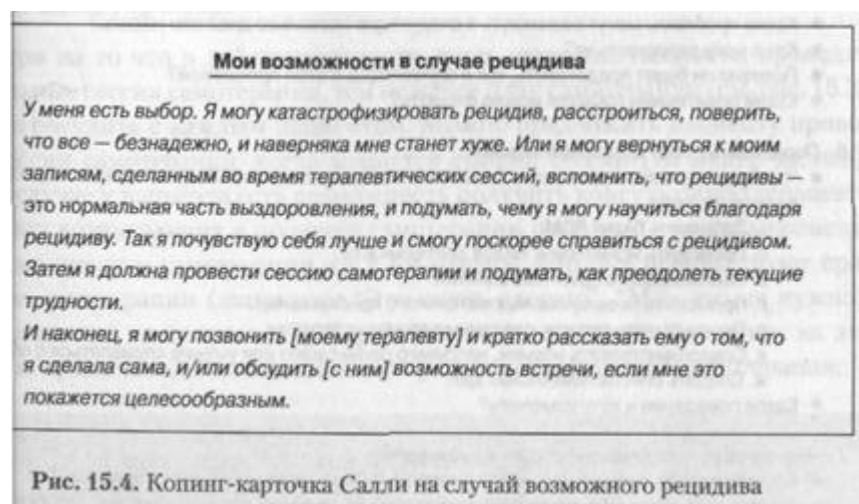 Мои возможности в случае рецидива
У меня есть выбор. Я могу катастрофизировать рецидив, расстроиться, поверить,
что все — безнадежно, и наверняка мне станет хуже. Или я могу вернуться к моим
записям, сделанным во время терапевтических сессий, вспомнить, что рецидивы —
это нормальная часть выздоровления, и подумать, чему я могу научиться благодаря
рецидиву. Так я почувствую себя лучше и смогу поскорее справиться с рецидивом.
Затем я должна провести сессию самотерапии и подумать, как преодолеть текущие
трудности.
И наконец, я могу позвонить [моему терапевту] и кратко рассказать ему о том, что
я сделала сама, и/или обсудить [с ним] возможность встречи, если мне это
покажется целесообразным.
Рис. 15.4. Копинг-карточка Салли на случай возможного рецидива